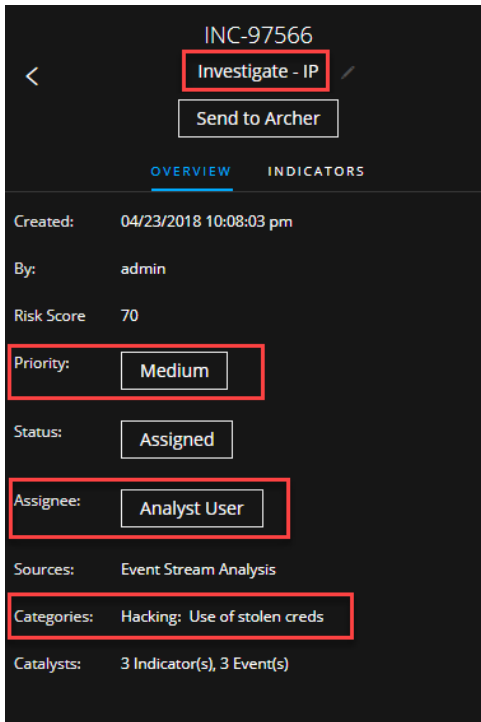 INC-97566
Investigate - IP
Send to Archer
OVERVIEW INDICATORS
Created: 04/23/2018 10:08:03 pm
By: admin
Risk Score 70
Priority: Medium
Status: Assigned
Assignee: Analyst User
Sources: Event Stream Analysis
Categories: Hacking: Use of stolen creds
Catalysts: 3 Indicator(s), 3 Event(s)